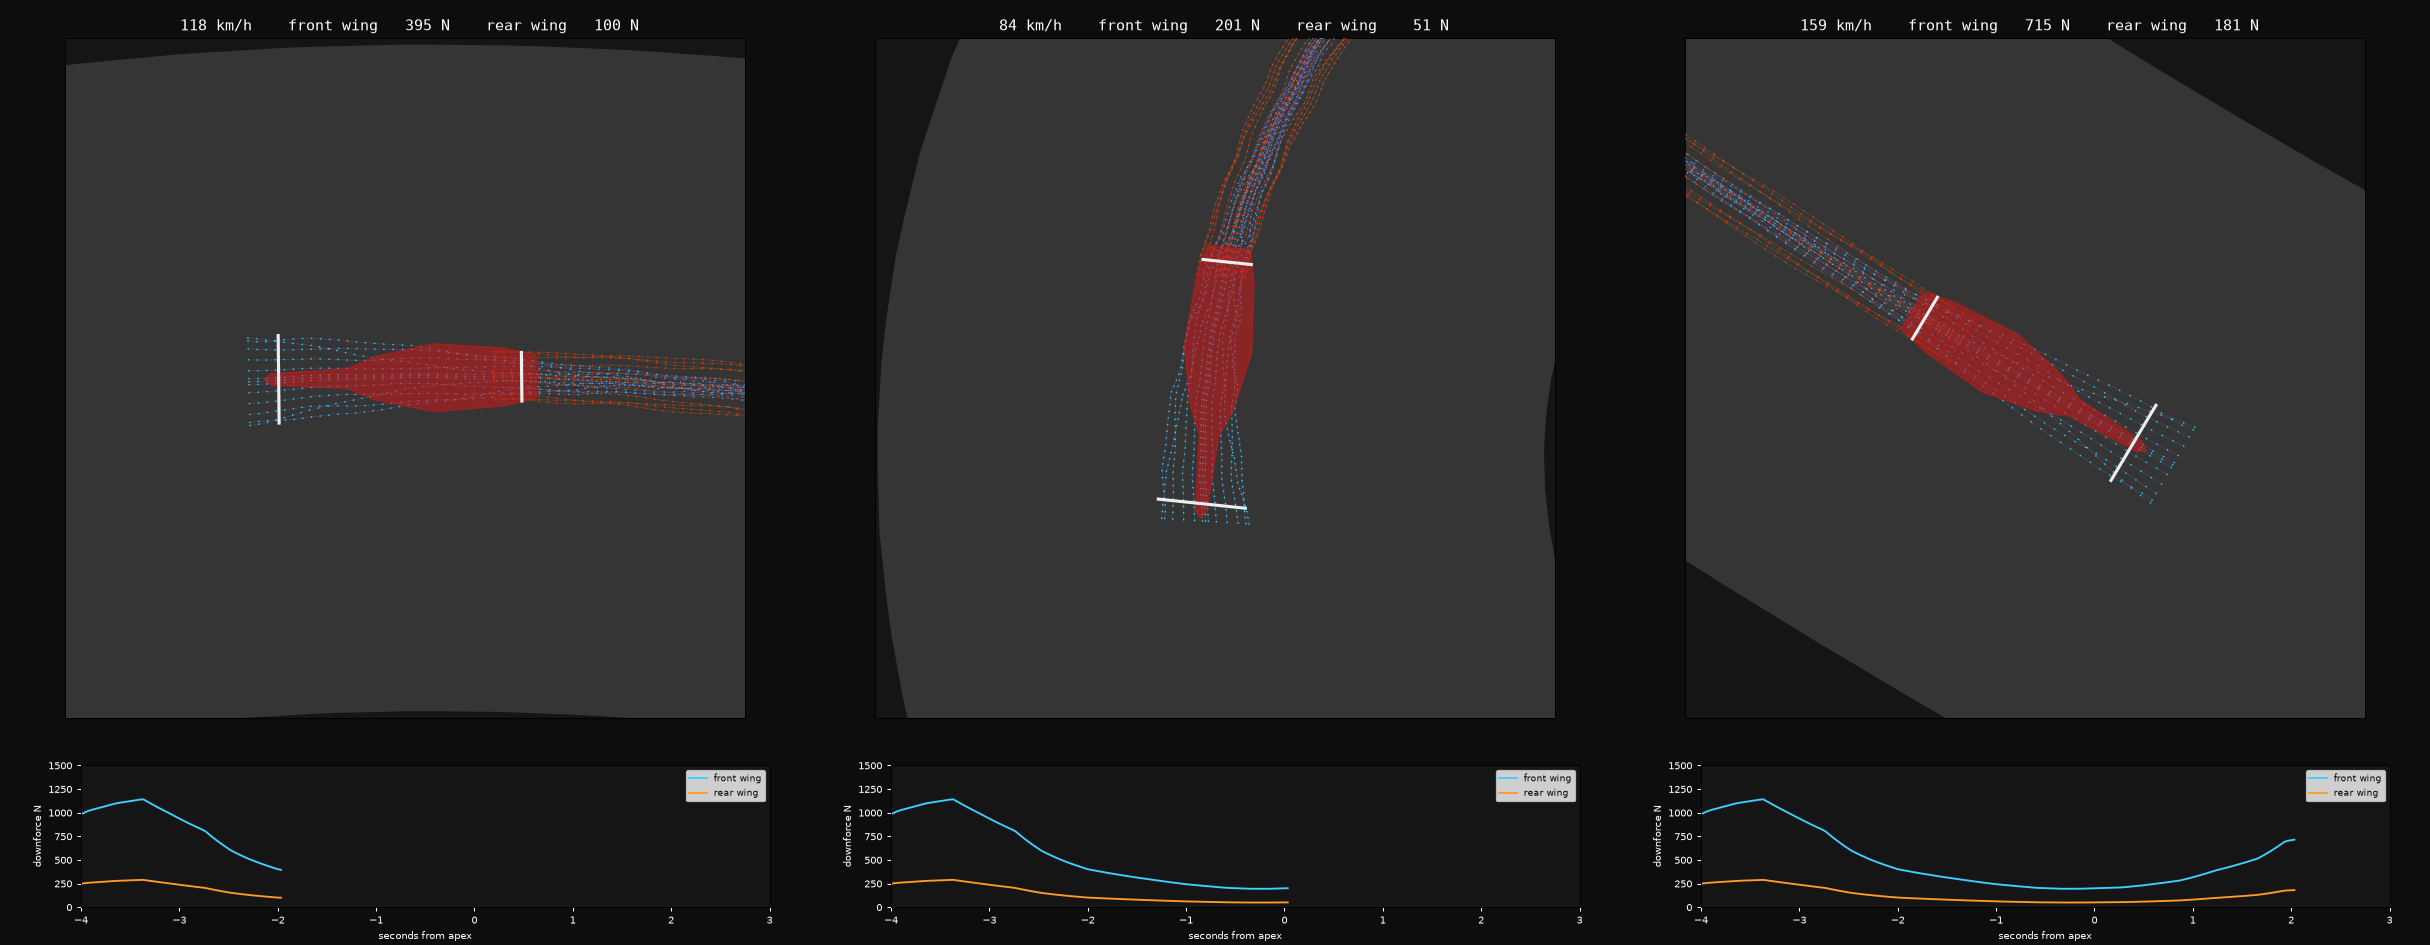 118 km/h    front wing   395 N    rear wing   100 N
84 km/h    front wing   201 N    rear wing    51 N
159 km/h    front wing   715 N    rear wing   181 N
1500
1250
1000
750
500
250
0
downforce N
front wing
rear wing
−4 −3 −2 −1 0 1 2 3
seconds from apex
1500
1250
1000
750
500
250
0
downforce N
front wing
rear wing
−4 −3 −2 −1 0 1 2 3
seconds from apex
1500
1250
1000
750
500
250
0
downforce N
front wing
rear wing
−4 −3 −2 −1 0 1 2 3
seconds from apex